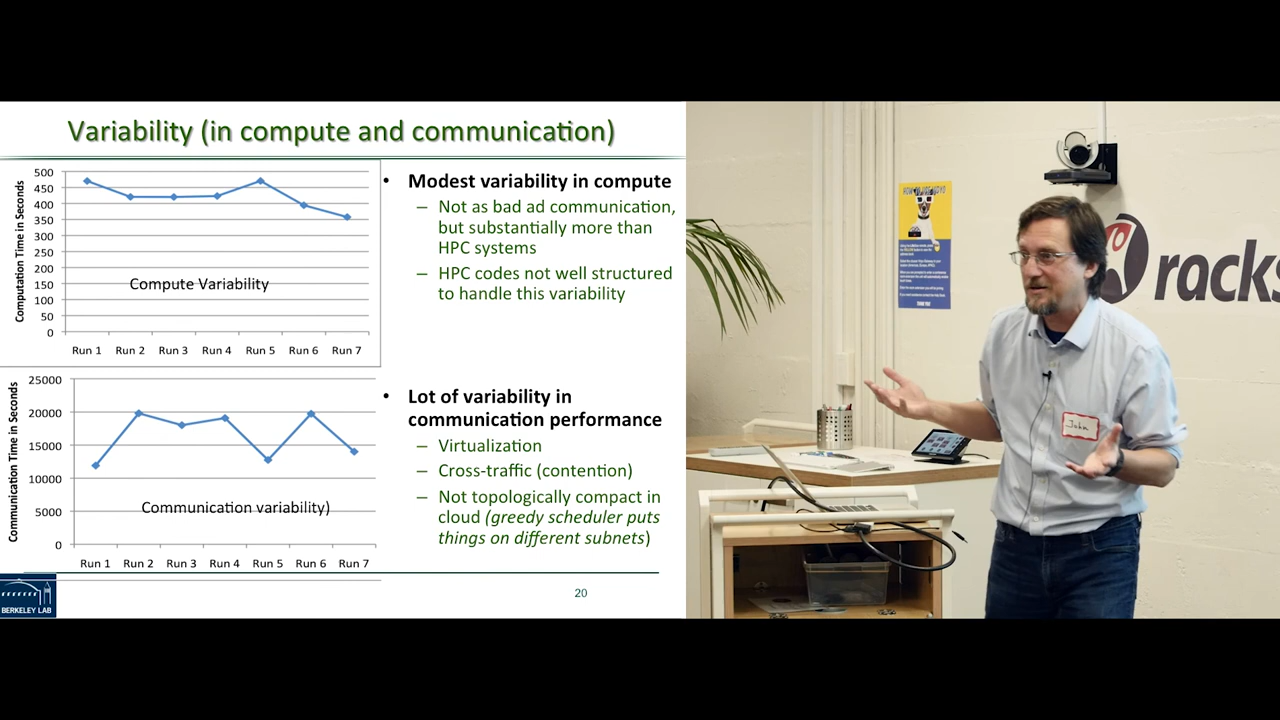 Variability (in compute and communication)
Computation Time in Seconds
500
450
400
350
300
250
200
150
100
50
0
Compute Variability
Run 1 Run 2 Run 3 Run 4 Run 5 Run 6 Run 7
• Modest variability in compute
– Not as bad ad communication,
but substantially more than
HPC systems
– HPC codes not well structured
to handle this variability
Communication Time in Seconds
25000
20000
15000
10000
5000
0
Communication variability)
Run 1 Run 2 Run 3 Run 4 Run 5 Run 6 Run 7
• Lot of variability in
communication performance
– Virtualization
– Cross-traffic (contention)
– Not topologically compact in
cloud (greedy scheduler puts
things on different subnets)
BERKELEY LAB
20
racks
John